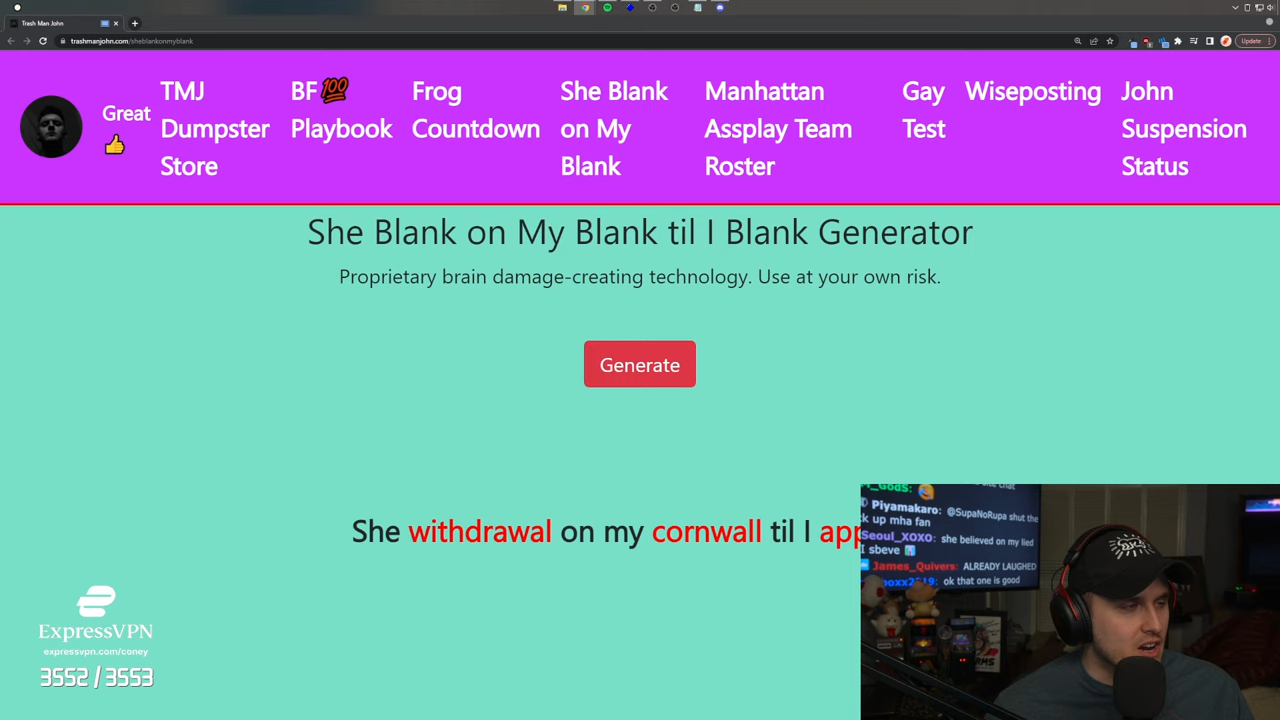 Trash Man John
trashmanjohn.com/sheblankonmyblank
Update
Great 👍
TMJ Dumpster Store
BF💯 Playbook
Frog Countdown
She Blank on My Blank
Manhattan Assplay Team Roster
Gay Test
Wiseposting
John Suspension Status
She Blank on My Blank til I Blank Generator
Proprietary brain damage-creating technology. Use at your own risk.
Generate
She withdrawal on my cornwall til I app
Piyamakaro: @SupaNoRupa shut the
ck up mha fan
Seoul_XOXO: she believed on my lied
I sbeve
James_Quivers: ALREADY LAUGHED
ok that one is good
ExpressVPN
expressvpn.com/coney
3552 / 3553